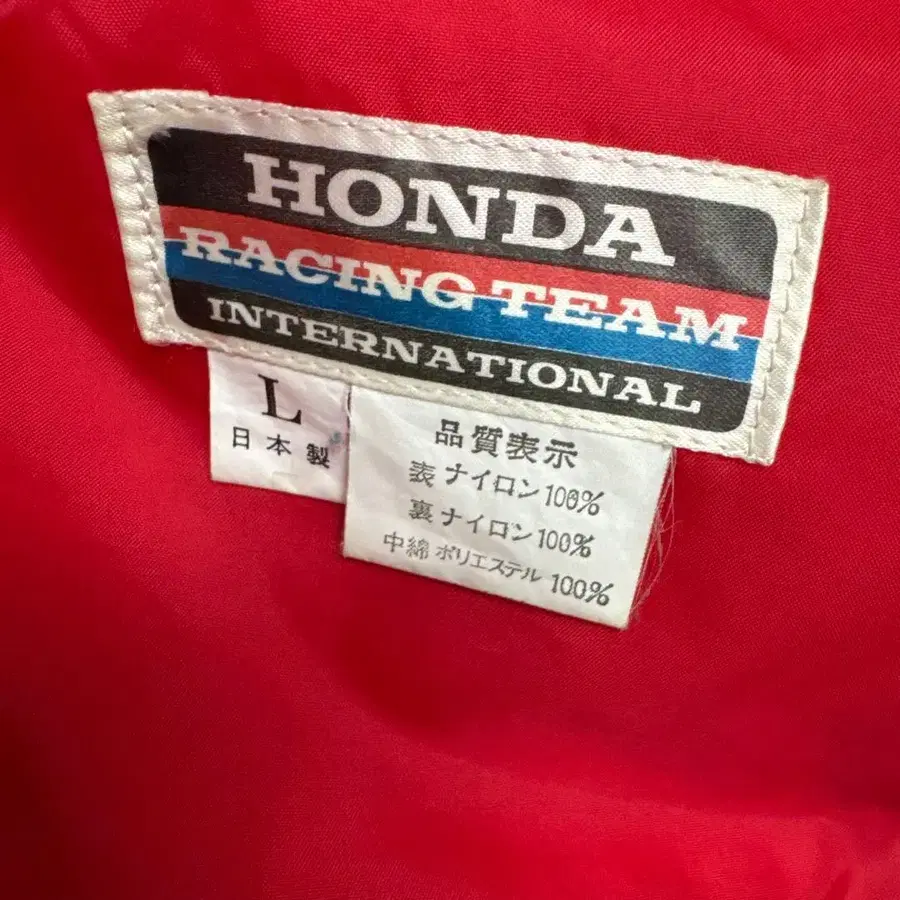 HONDA
RACING TEAM
INTERNATIONAL
L
日本製
品質表示
表 ナイロン 100%
裏 ナイロン 100%
中綿 ポリエステル 100%